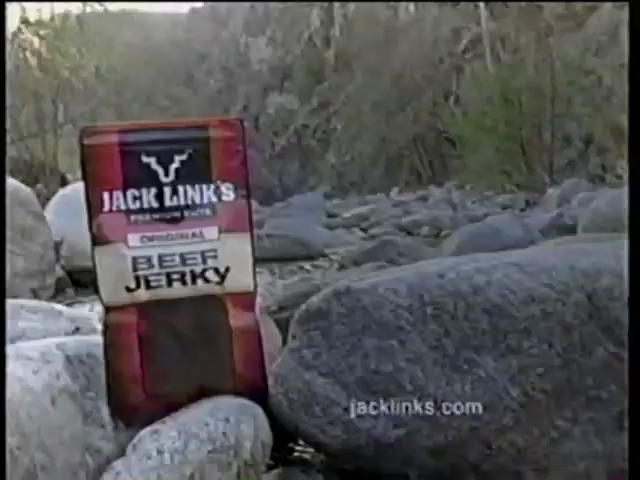 JACK LINK'S
PREMIUM CUTS
ORIGINAL
BEEF
JERKY
jacklinks.com